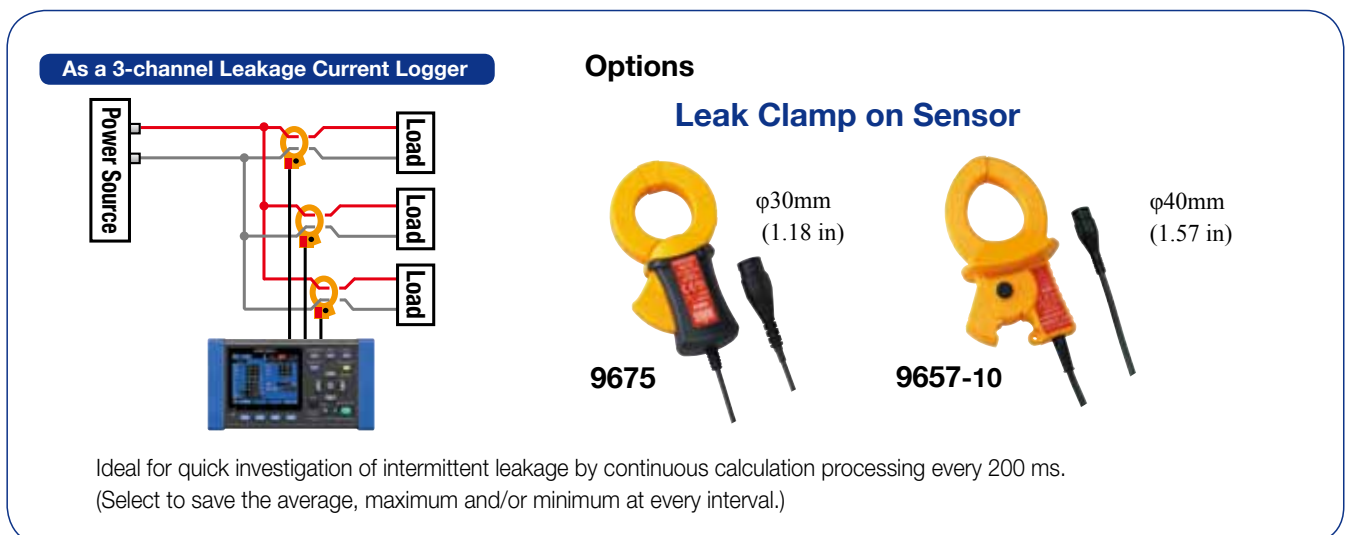 As a 3-channel Leakage Current Logger
Power Source
Load
Load
Load
Options
Leak Clamp on Sensor
φ30mm
(1.18 in)
9675
φ40mm
(1.57 in)
9657-10
Ideal for quick investigation of intermittent leakage by continuous calculation processing every 200 ms.
(Select to save the average, maximum and/or minimum at every interval.)